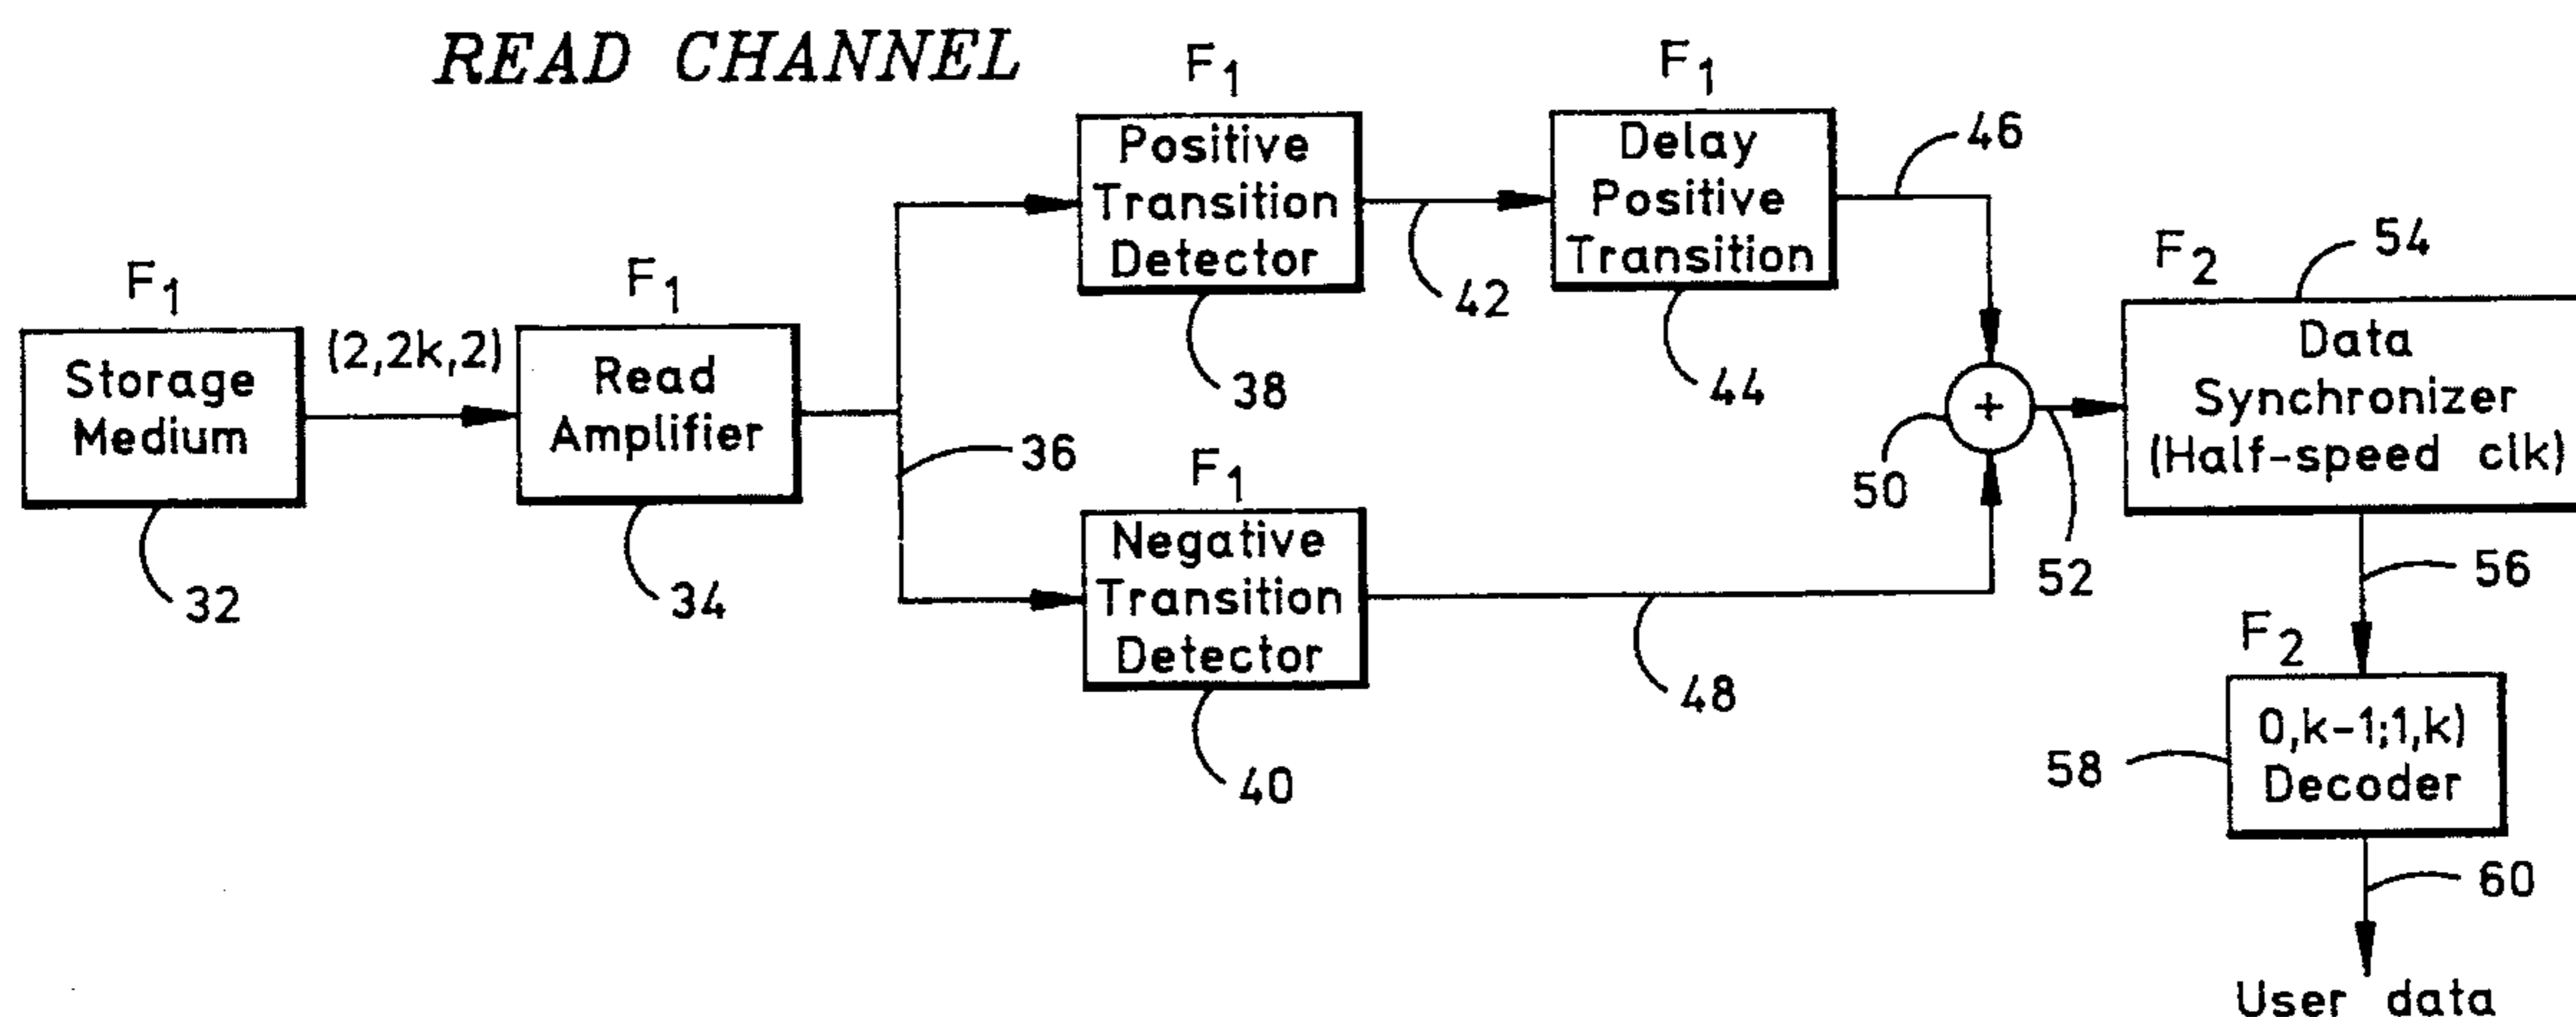 READ CHANNEL
F1
Storage
Medium
32
(2,2k,2)
F1
Read
Amplifier
34
36
F1
Positive
Transition
Detector
38
42
F1
Delay
Positive
Transition
44
46
F1
Negative
Transition
Detector
40
48
50
+
52
F2
54
Data
Synchronizer
(Half-speed clk)
56
F2
0,k-1;1,k)
Decoder
58
60
User data